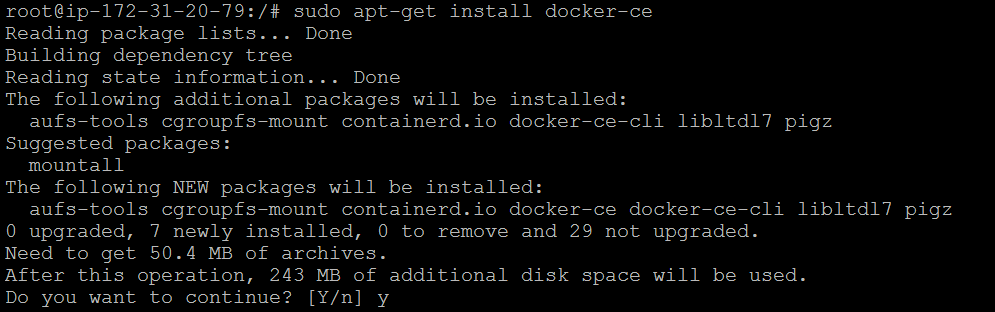 root@ip-172-31-20-79:/# sudo apt-get install docker-ce
Reading package lists... Done
Building dependency tree
Reading state information... Done
The following additional packages will be installed:
  aufs-tools cgroupfs-mount containerd.io docker-ce-cli libltdl7 pigz
Suggested packages:
  mountall
The following NEW packages will be installed:
  aufs-tools cgroupfs-mount containerd.io docker-ce docker-ce-cli libltdl7 pigz
0 upgraded, 7 newly installed, 0 to remove and 29 not upgraded.
Need to get 50.4 MB of archives.
After this operation, 243 MB of additional disk space will be used.
Do you want to continue? [Y/n] y